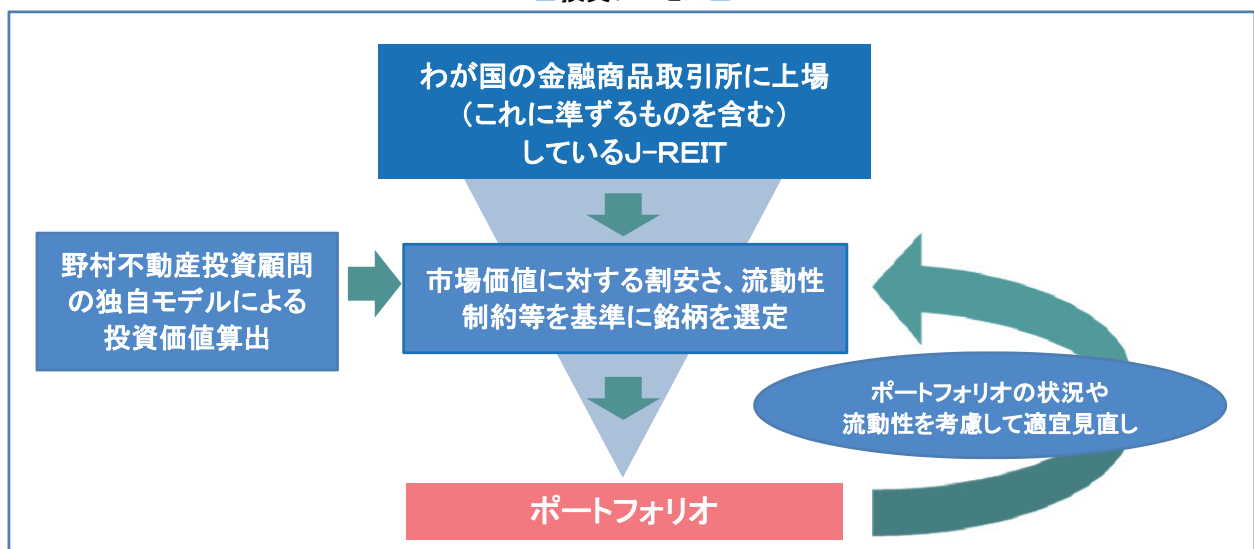 わが国の金融商品取引所に上場
（これに準ずるものを含む）
しているJ-REIT
野村不動産投資顧問
の独自モデルによる
投資価値算出
市場価値に対する割安さ、流動性
制約等を基準に銘柄を選定
ポートフォリオの状況や
流動性を考慮して適宜見直し
ポートフォリオ